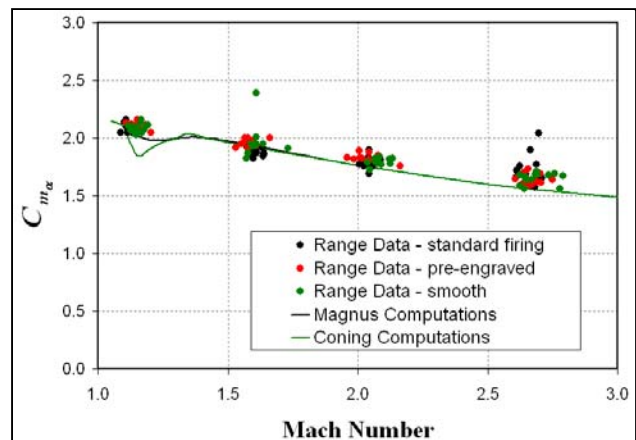 3.0
2.5
2.0
1.5
1.0
0.5
0.0
C_{m_α}
Range Data - standard firing
Range Data - pre-engraved
Range Data - smooth
Magnus Computations
Coning Computations
1.0 1.5 2.0 2.5 3.0
Mach Number